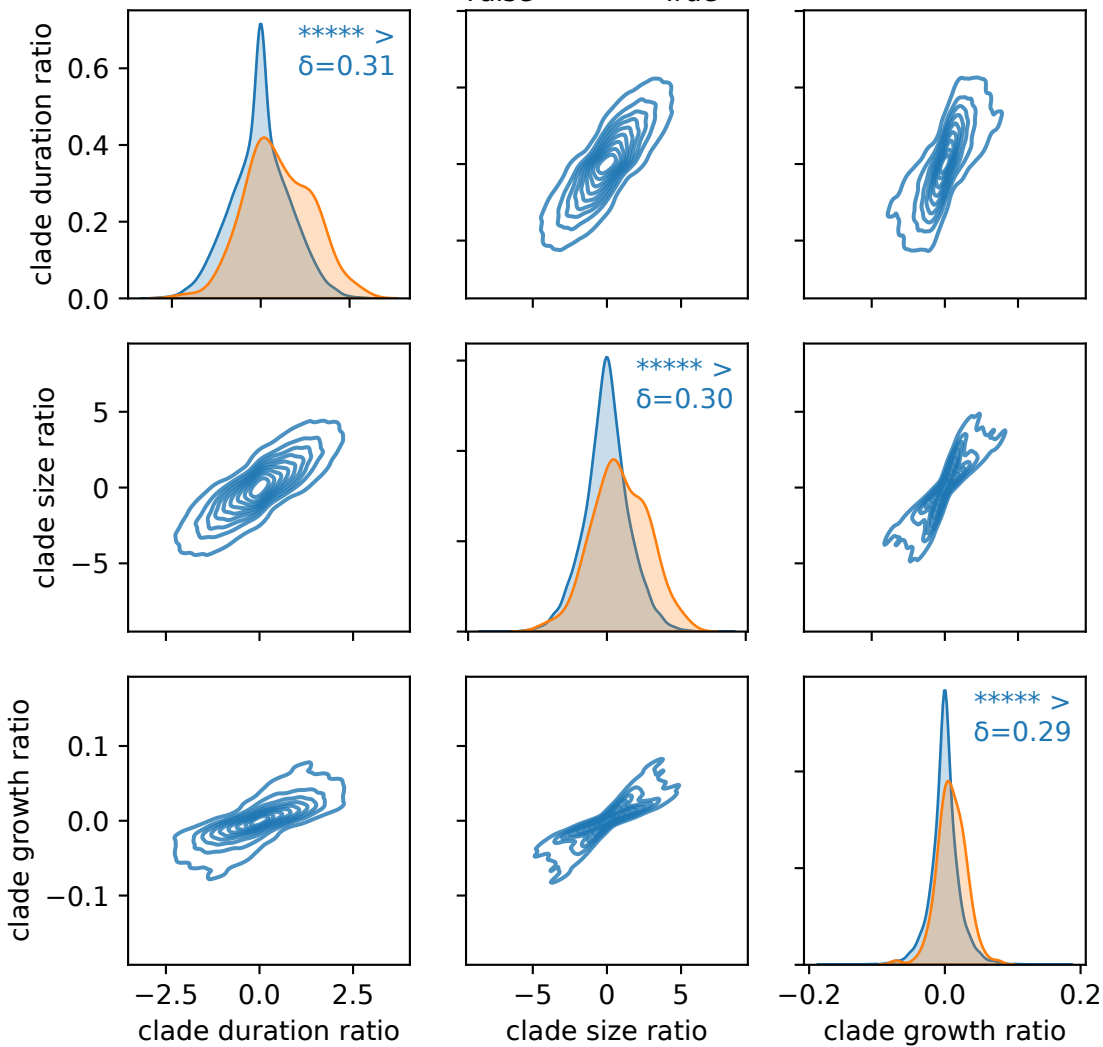 ***** >
δ=0.31
clade duration ratio
0.6
0.4
0.2
0.0
***** >
δ=0.30
clade size ratio
5
0
−5
***** >
δ=0.29
clade growth ratio
0.1
0.0
−0.1
−2.5 0.0 2.5 −5 0 5 −0.2 0.0 0.2
clade duration ratio clade size ratio clade growth ratio